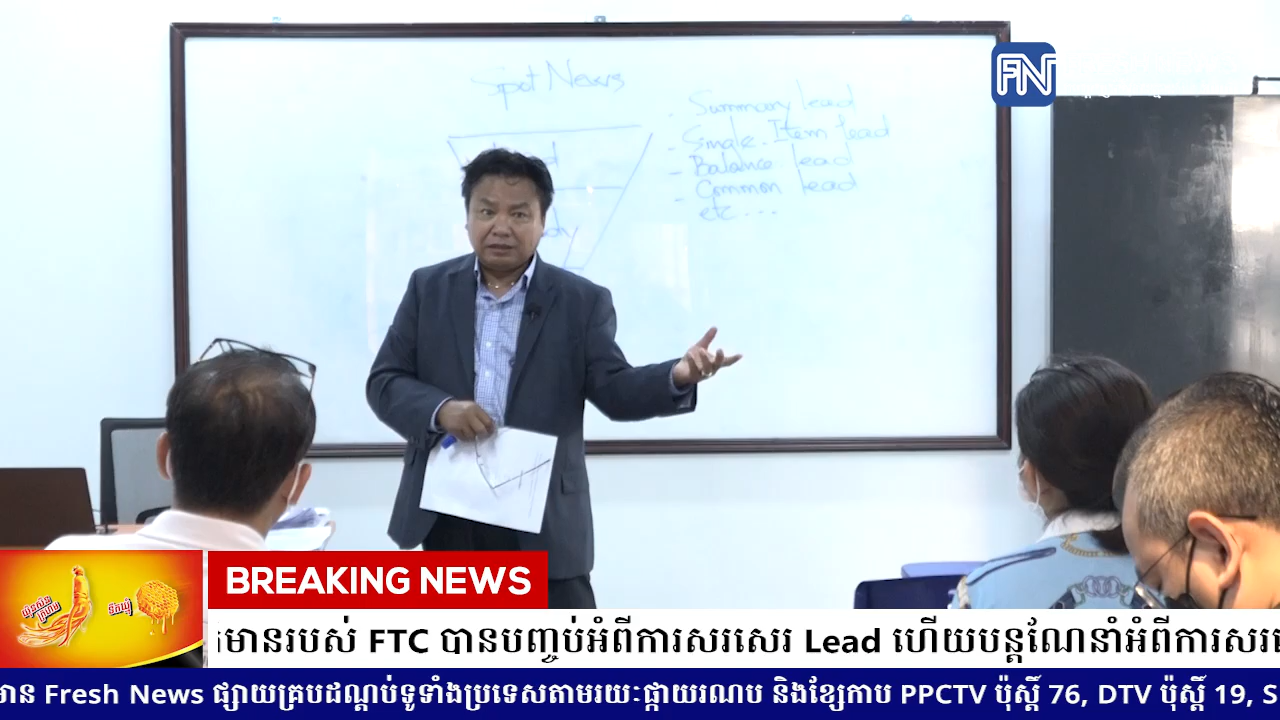 Spot News
FN
- Summary lead
- Single-Item lead
- Balance lead
- Common lead
etc...
BREAKING NEWS
មានរបស់ FTC បានបញ្ចប់អំពីការសរសេរ Lead ហើយបន្តណែនាំអំពីការសរសេ
មាន Fresh News ផ្សាយគ្របដណ្តប់ទូទាំងប្រទេសតាមរយៈផ្កាយរណប និងខ្សែកាប PPCTV ប៉ុស្តិ៍ 76, DTV ប៉ុស្តិ៍ 19, S